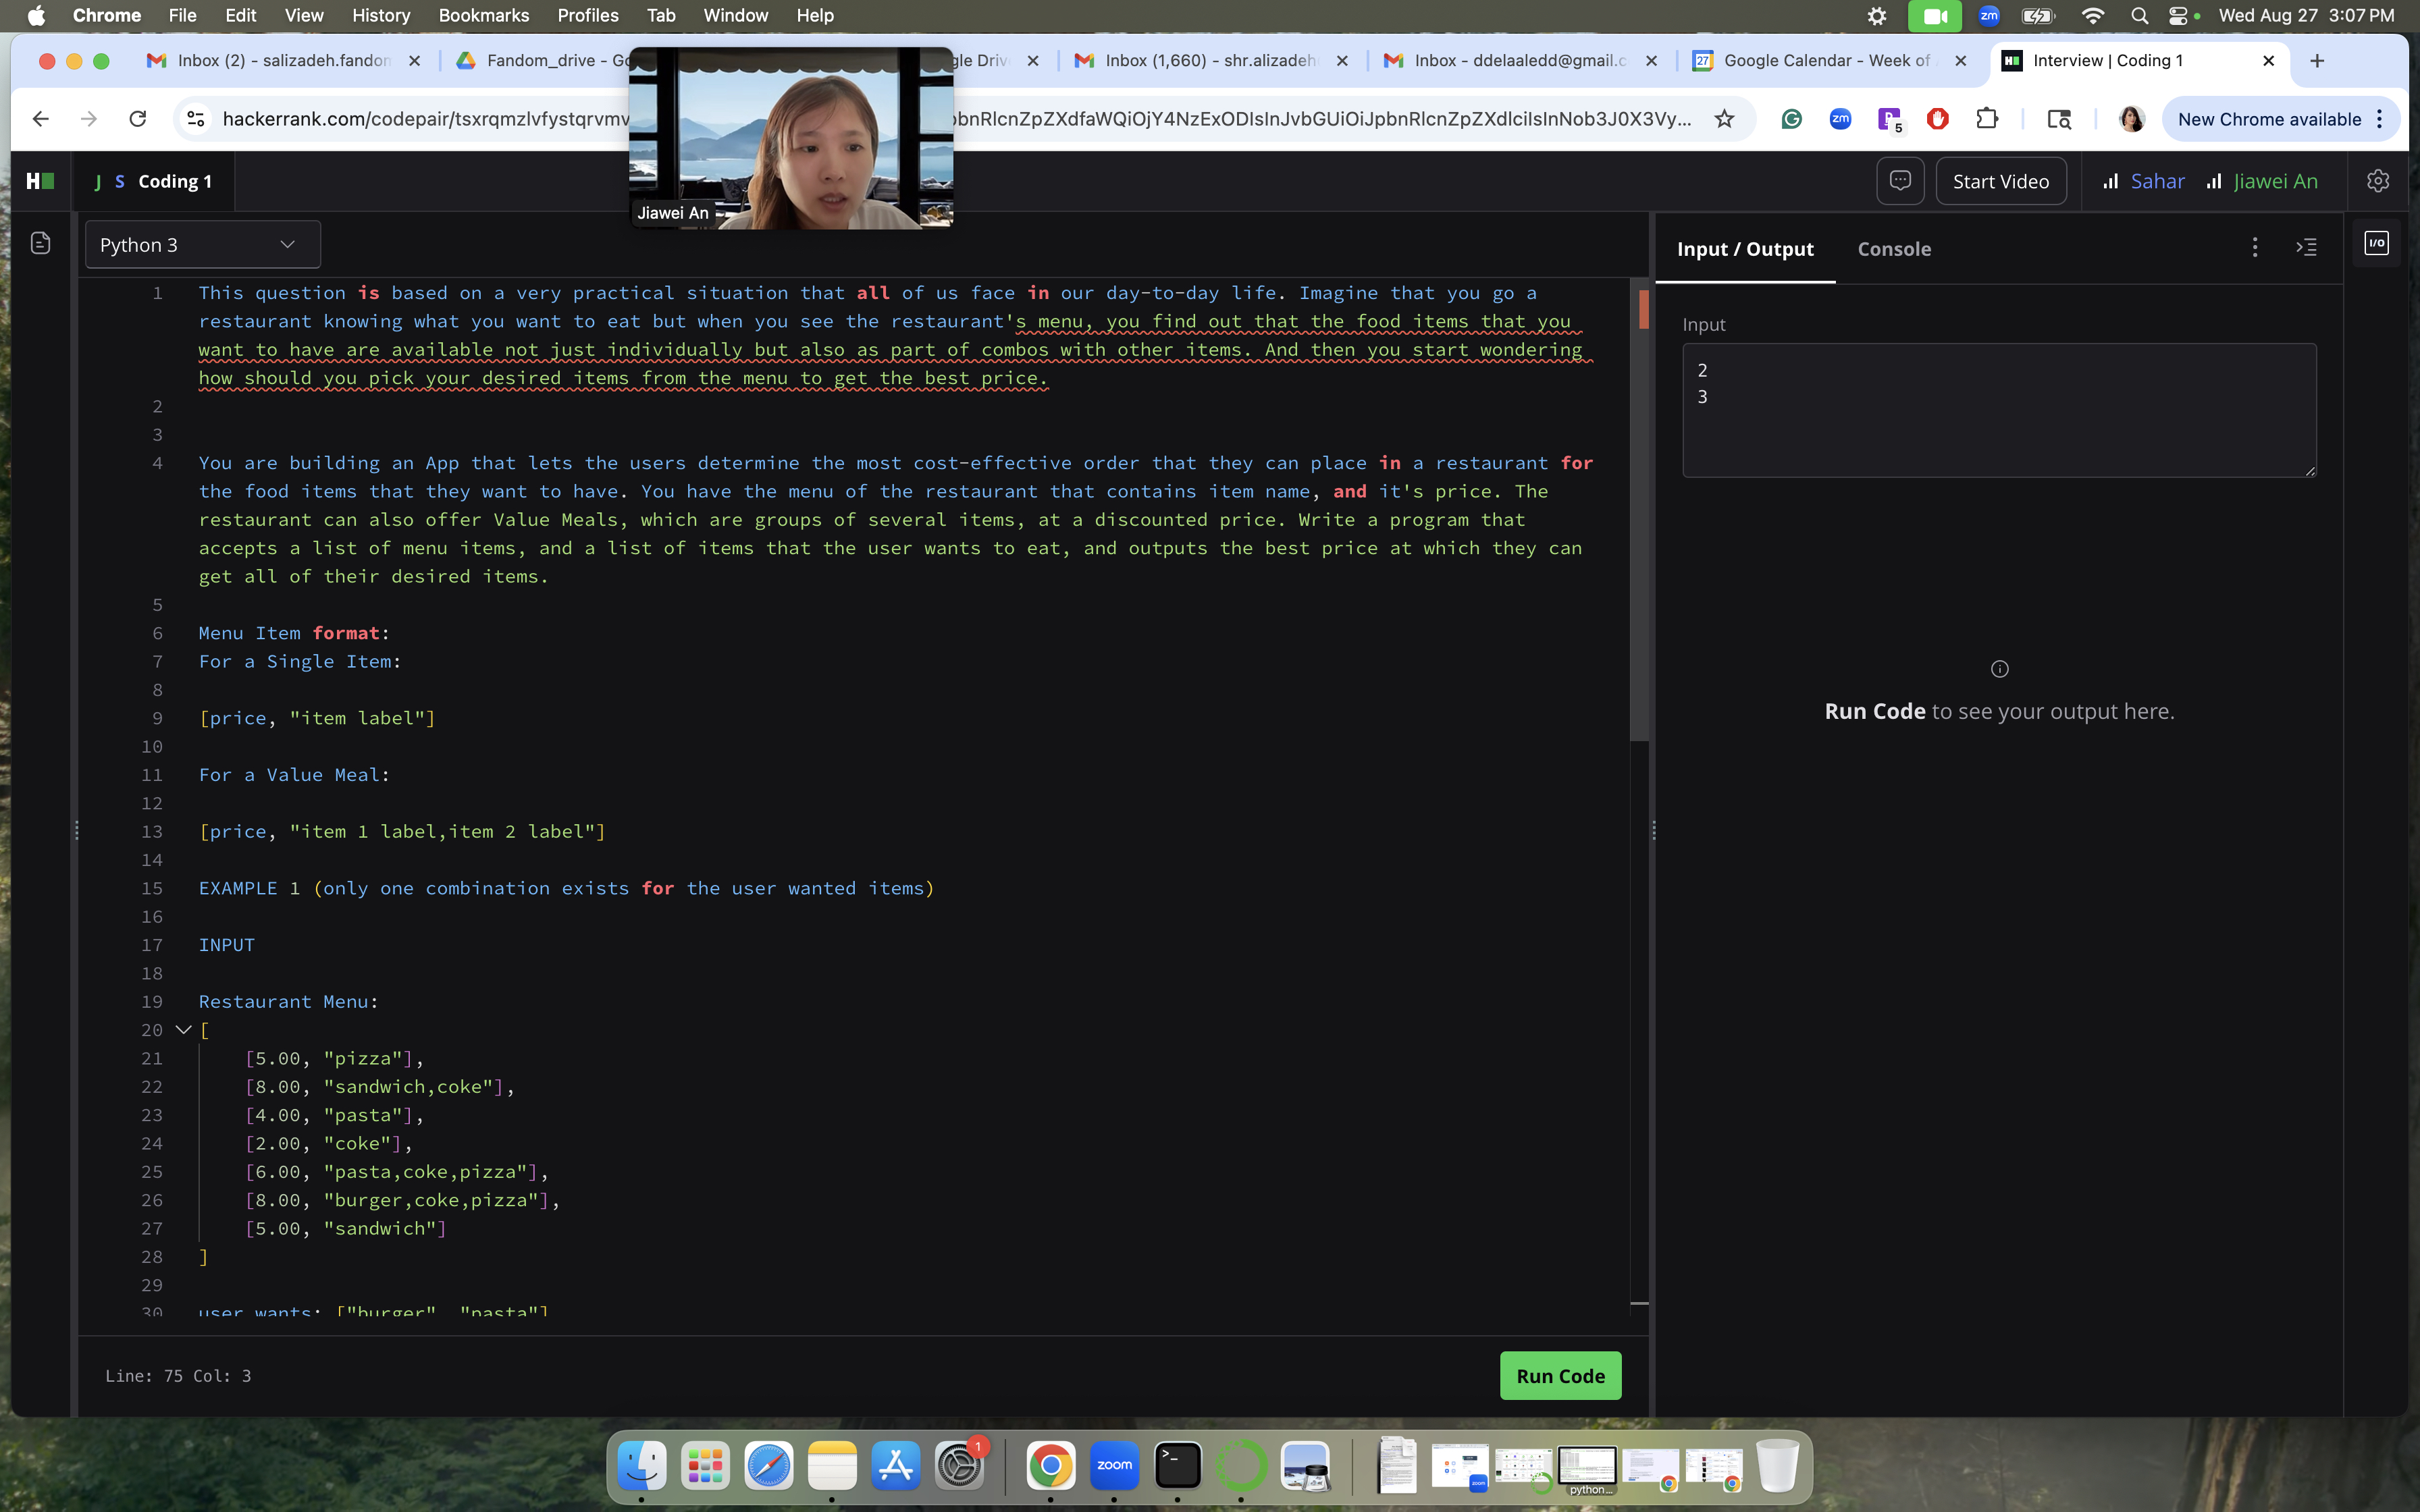 Chrome File Edit View History Bookmarks Profiles Tab Window Help
zm
Wed Aug 27 3:07 PM
Inbox (2) - salizadeh.fandon
Fandom_drive - Go
gle Driv
Inbox (1,660) - shr.alizadeh
Inbox - ddelaaledd@gmail.c
27
Google Calendar - Week of
Interview | Coding 1
hackerrank.com/codepair/tsxrqmzlvfystqrvmv
zm
5
New Chrome available
H
J S Coding 1
Start Video
Sahar
Jiawei An
Jiawei An
Python 3
1 This question is based on a very practical situation that all of us face in our day-to-day life. Imagine that you go a
restaurant knowing what you want to eat but when you see the restaurant's menu, you find out that the food items that you
want to have are available not just individually but also as part of combos with other items. And then you start wondering
how should you pick your desired items from the menu to get the best price.
2
3
4 You are building an App that lets the users determine the most cost-effective order that they can place in a restaurant for
the food items that they want to have. You have the menu of the restaurant that contains item name, and it's price. The
restaurant can also offer Value Meals, which are groups of several items, at a discounted price. Write a program that
accepts a list of menu items, and a list of items that the user wants to eat, and outputs the best price at which they can
get all of their desired items.
5
6 Menu Item format:
7 For a Single Item:
8
9 [price, "item label"]
10
11 For a Value Meal:
12
13 [price, "item 1 label,item 2 label"]
14
15 EXAMPLE 1 (only one combination exists for the user wanted items)
16
17 INPUT
18
19 Restaurant Menu:
20 [
21 [5.00, "pizza"],
22 [8.00, "sandwich,coke"],
23 [4.00, "pasta"],
24 [2.00, "coke"],
25 [6.00, "pasta,coke,pizza"],
26 [8.00, "burger,coke,pizza"],
27 [5.00, "sandwich"]
28 ]
29
30 user wants: ["burger" "pasta"]
Line: 75 Col: 3
Run Code
Input / Output
Console
I/O
Input
2
3
Run Code to see your output here.
1
zoom
python...